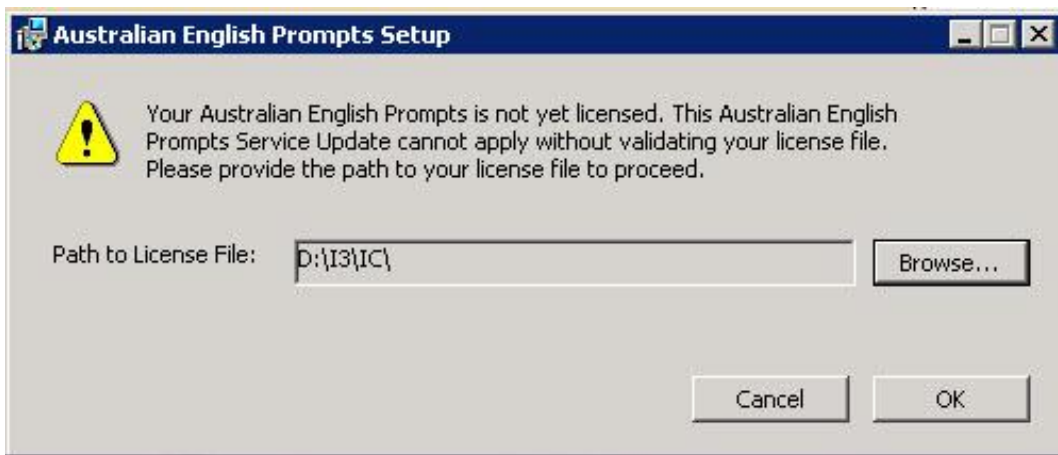 Australian English Prompts Setup
Your Australian English Prompts is not yet licensed. This Australian English
Prompts Service Update cannot apply without validating your license file.
Please provide the path to your license file to proceed.
Path to License File:
D:\I3\IC\
Browse...
Cancel
OK